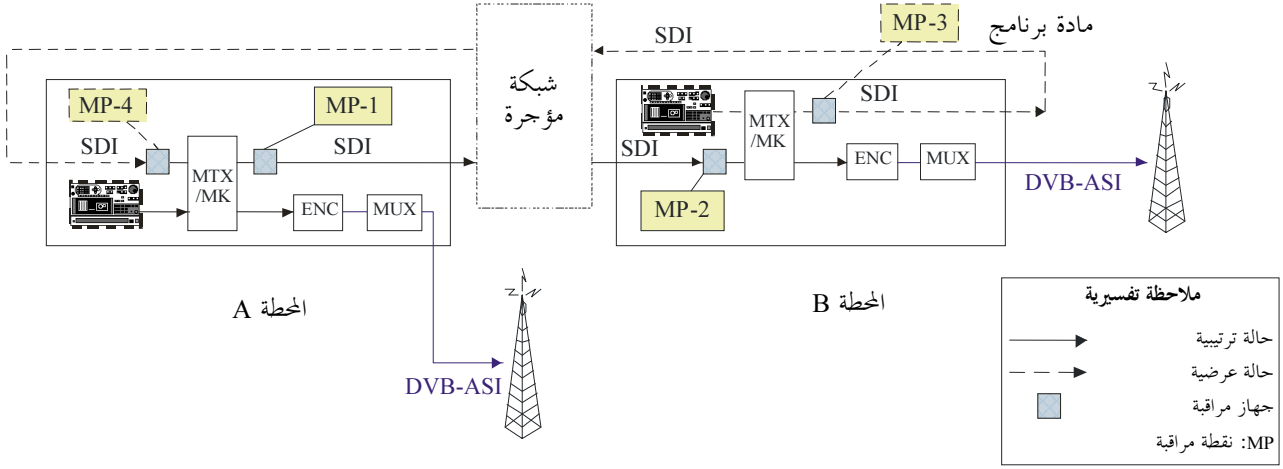 مادة برنامج
SDI
MP-3
شبكة
مؤجرة
MP-4
MP-1
SDI
SDI
MTX
/MK
ENC
MUX
SDI
MTX
/MK
SDI
ENC
MUX
MP-2
DVB-ASI
المحطة A
المحطة B
DVB-ASI
ملاحظة تفسيرية
حالة ترتيبية
حالة عرضية
جهاز مراقبة
MP: نقطة مراقبة